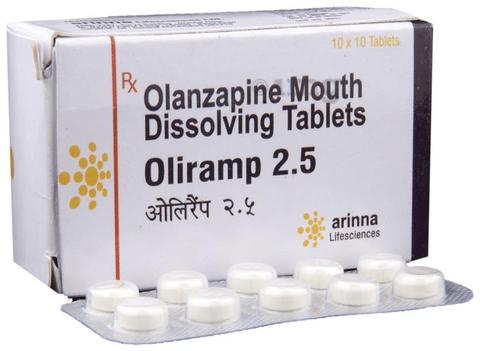 10 x 10 Tablets
Rx
Olanzapine Mouth
Dissolving Tablets
Oliramp 2.5
ओलिरैंप २.५
arinna
Lifesciences